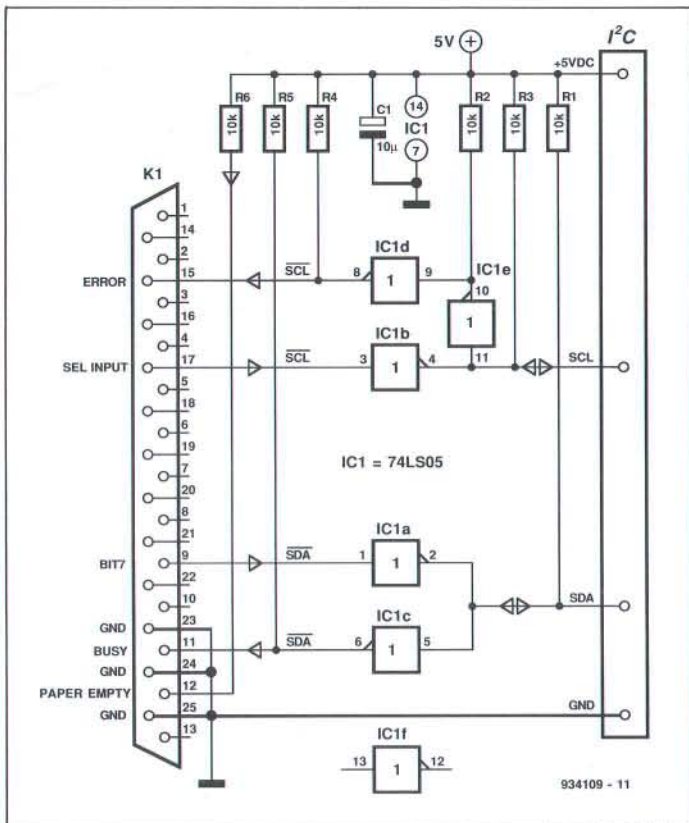 I²C
5V
+5VDC
R6
10k
R5
10k
R4
10k
C1
10µ
14
IC1
7
R2
10k
R3
10k
R1
10k
K1
1
14
2
ERROR
15
SCL
8
IC1d
1
9
IC1e
10
1
11
3
16
4
SEL INPUT
17
SCL
3
IC1b
1
4
SCL
5
18
6
19
7
IC1 = 74LS05
20
8
21
BIT7
9
SDA
1
IC1a
1
2
22
10
SDA
GND
23
BUSY
11
SDA
6
IC1c
1
5
GND
24
PAPER EMPTY
12
GND
25
GND
13
IC1f
13
1
12
934109 - 11